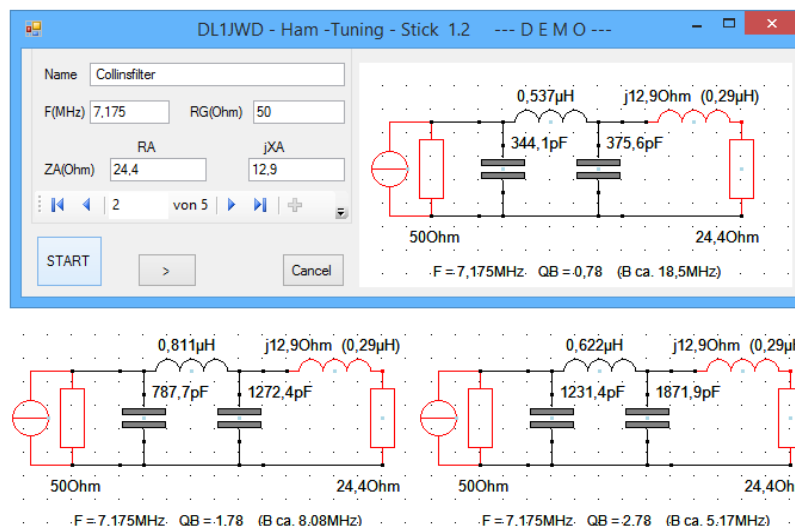 DL1JWD - Ham -Tuning - Stick 1.2 --- D E M O ---
Name Collinsfilter
F(MHz) 7,175 RG(Ohm) 50
RA jXA
ZA(Ohm) 24,4 12,9
2 von 5
START > Cancel
0,537µH j12,9Ohm (0,29µH)
344,1pF 375,6pF
50Ohm 24,4Ohm
F = 7,175MHz QB = 0,78 (B ca. 18,5MHz)
0,811µH j12,9Ohm (0,29µH)
787,7pF 1272,4pF
50Ohm 24,4Ohm
F = 7,175MHz QB = 1,78 (B ca. 8,08MHz)
0,622µH j12,9Ohm (0,29µH
1231,4pF 1871,9pF
50Ohm 24,4Ohm
F = 7,175MHz QB = 2,78 (B ca. 5,17MHz)